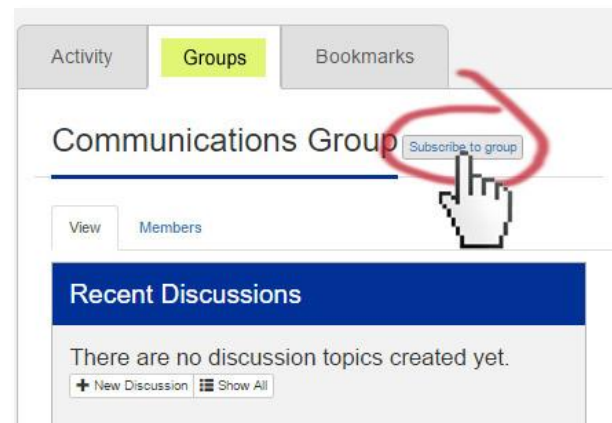 Activity Groups Bookmarks
Communications Group Subscribe to group
View Members
Recent Discussions
There are no discussion topics created yet.
New Discussion Show All